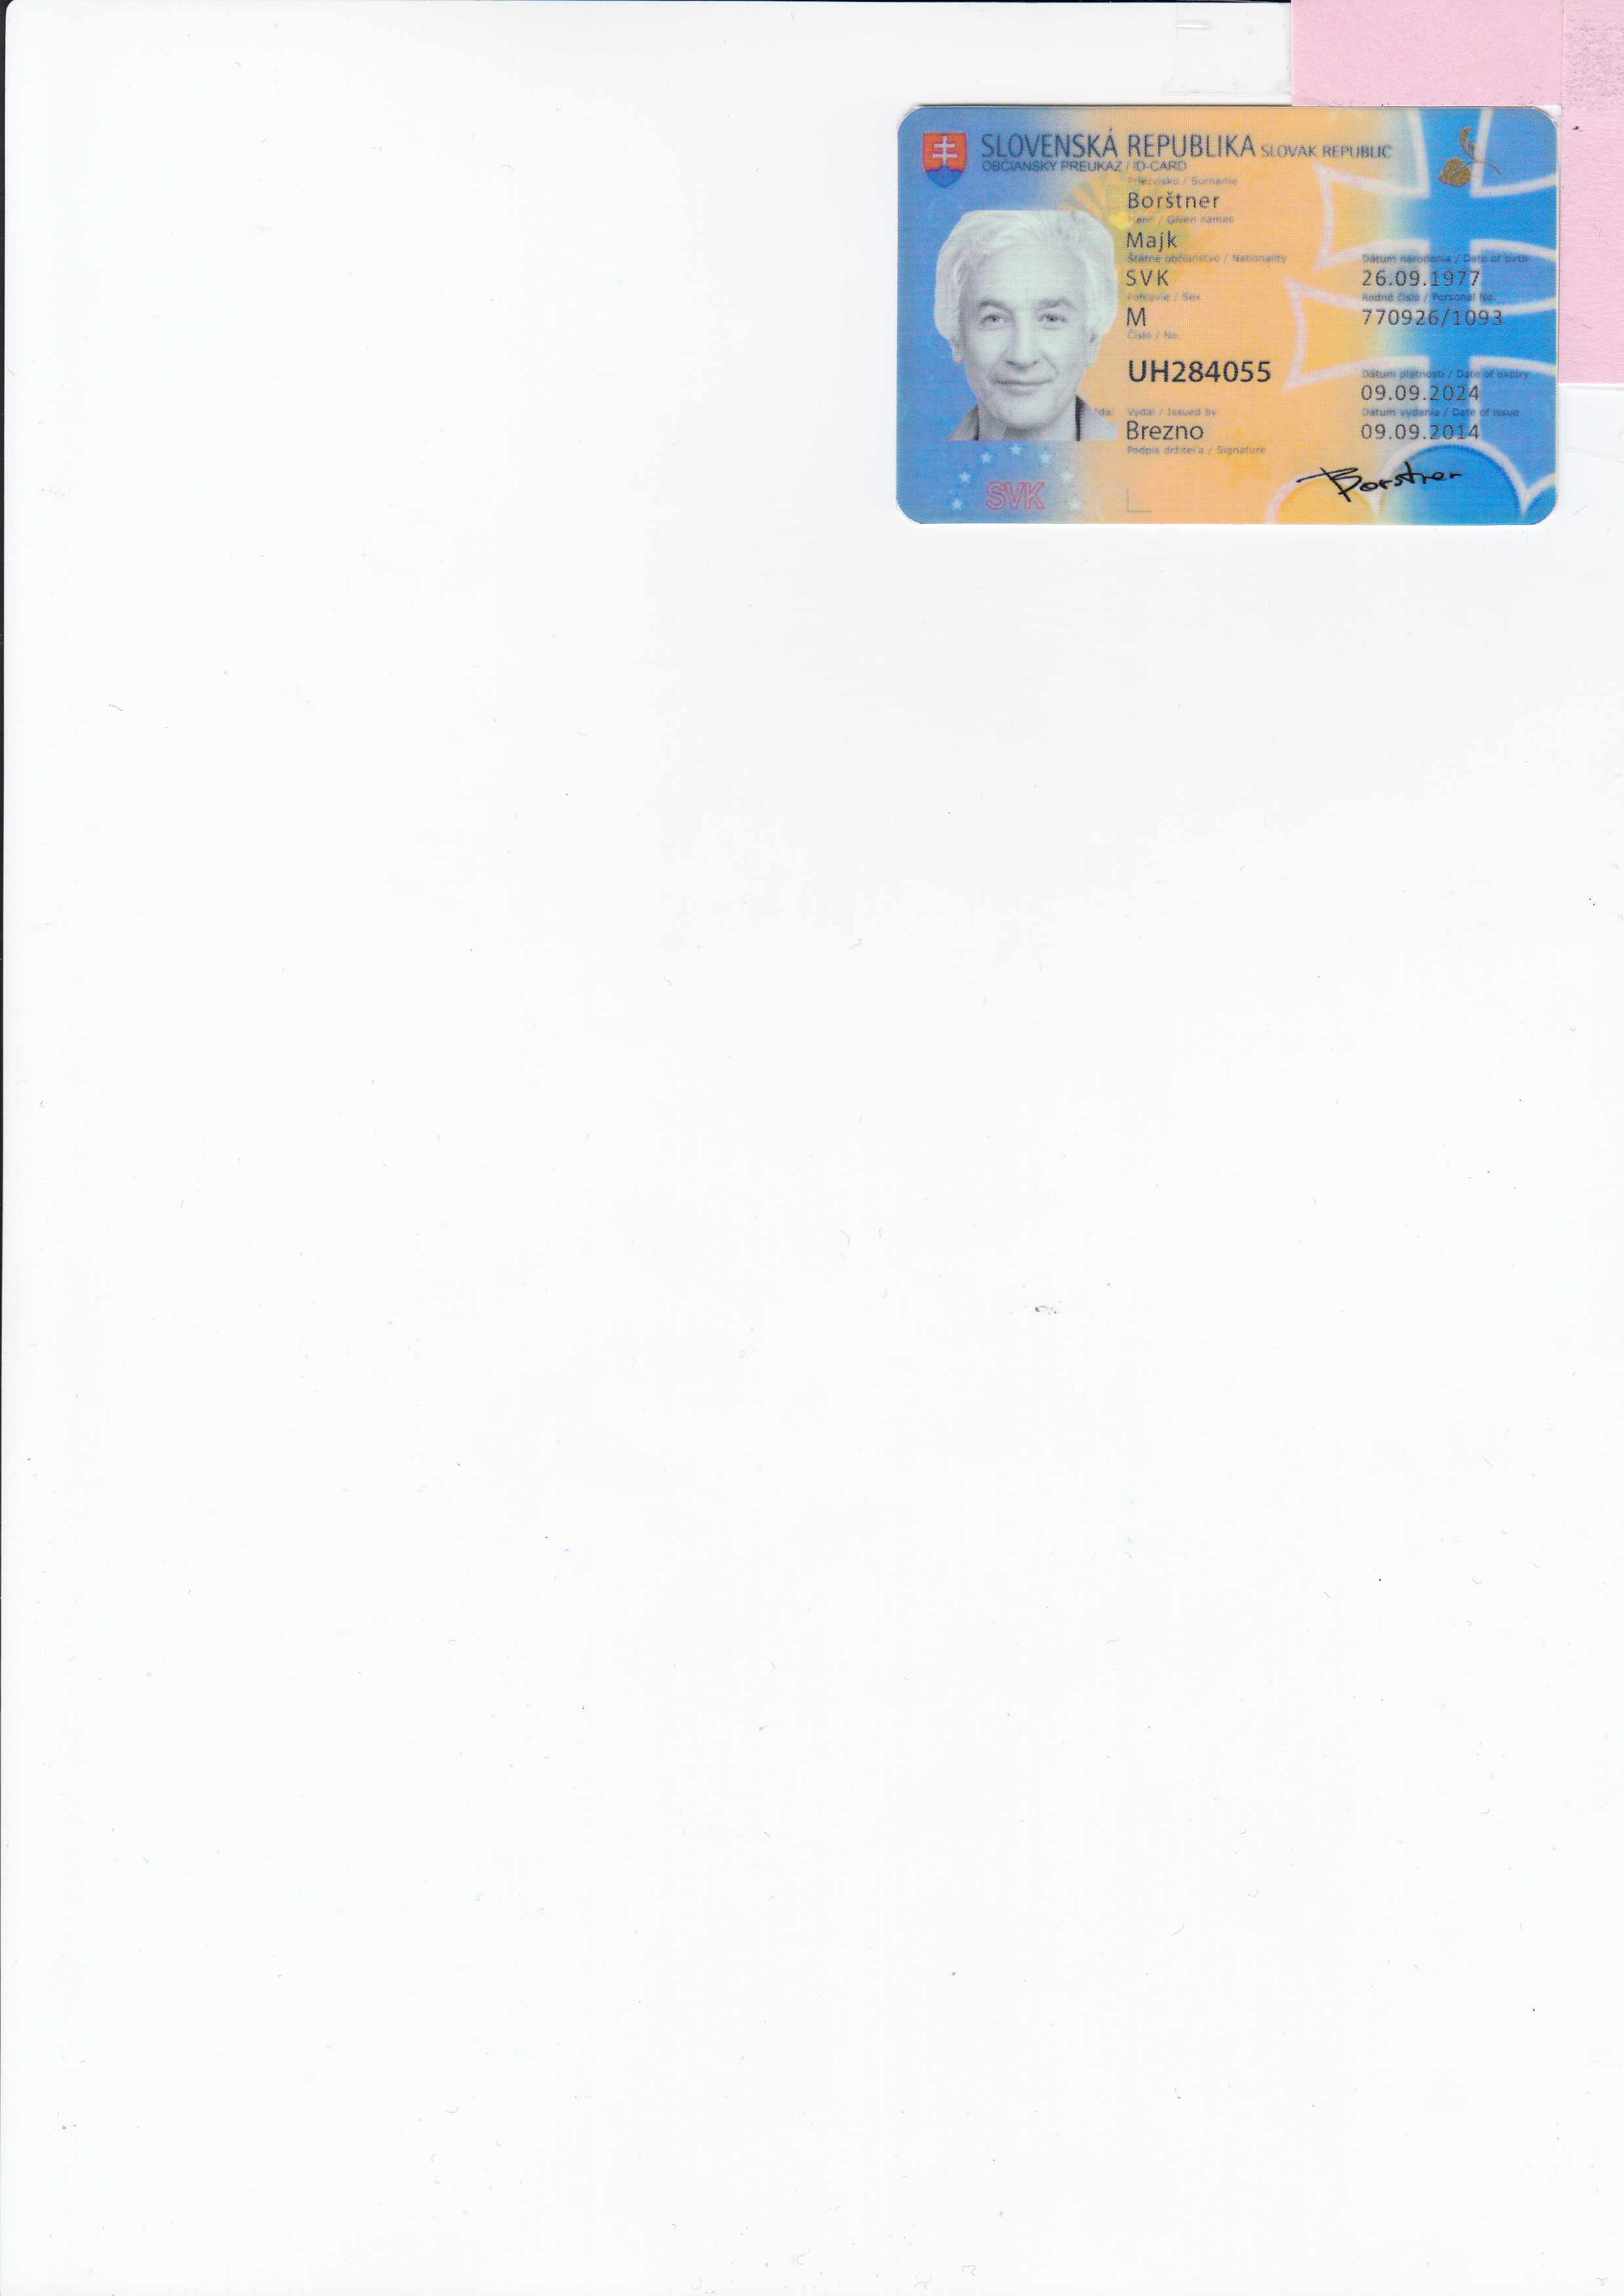 SLOVENSKÁ REPUBLIKA SLOVAK REPUBLIC
OBČIANSKY PREUKAZ / ID-CARD
Priezvisko / Surname
Borštner
Meno / Given names
Majk
Štátne občianstvo / Nationality
SVK
Dátum narodenia / Date of birth
26.09.1977
Pohlavie / Sex
M
Rodné číslo / Personal No.
770926/1093
Číslo / No.
UH284055
Dátum platnosti / Date of expiry
09.09.2024
Vydal / Issued by
Brezno
Dátum vydania / Date of issue
09.09.2014
Podpis držiteľa / Signature
Borstner
SVK